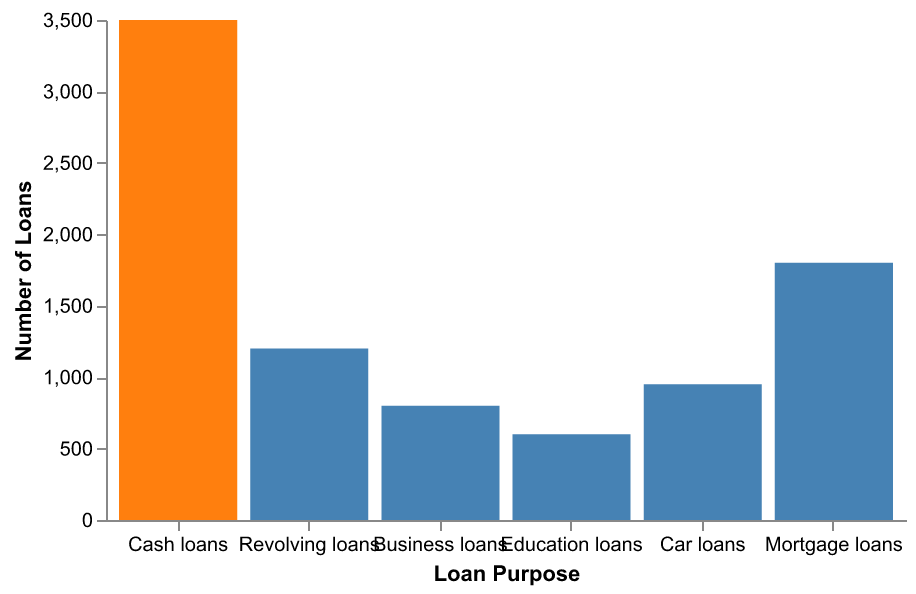 3,500
3,000
2,500
2,000
1,500
1,000
500
0
Number of Loans
Cash loans
Revolving loans
Business loans
Education loans
Car loans
Mortgage loans
Loan Purpose